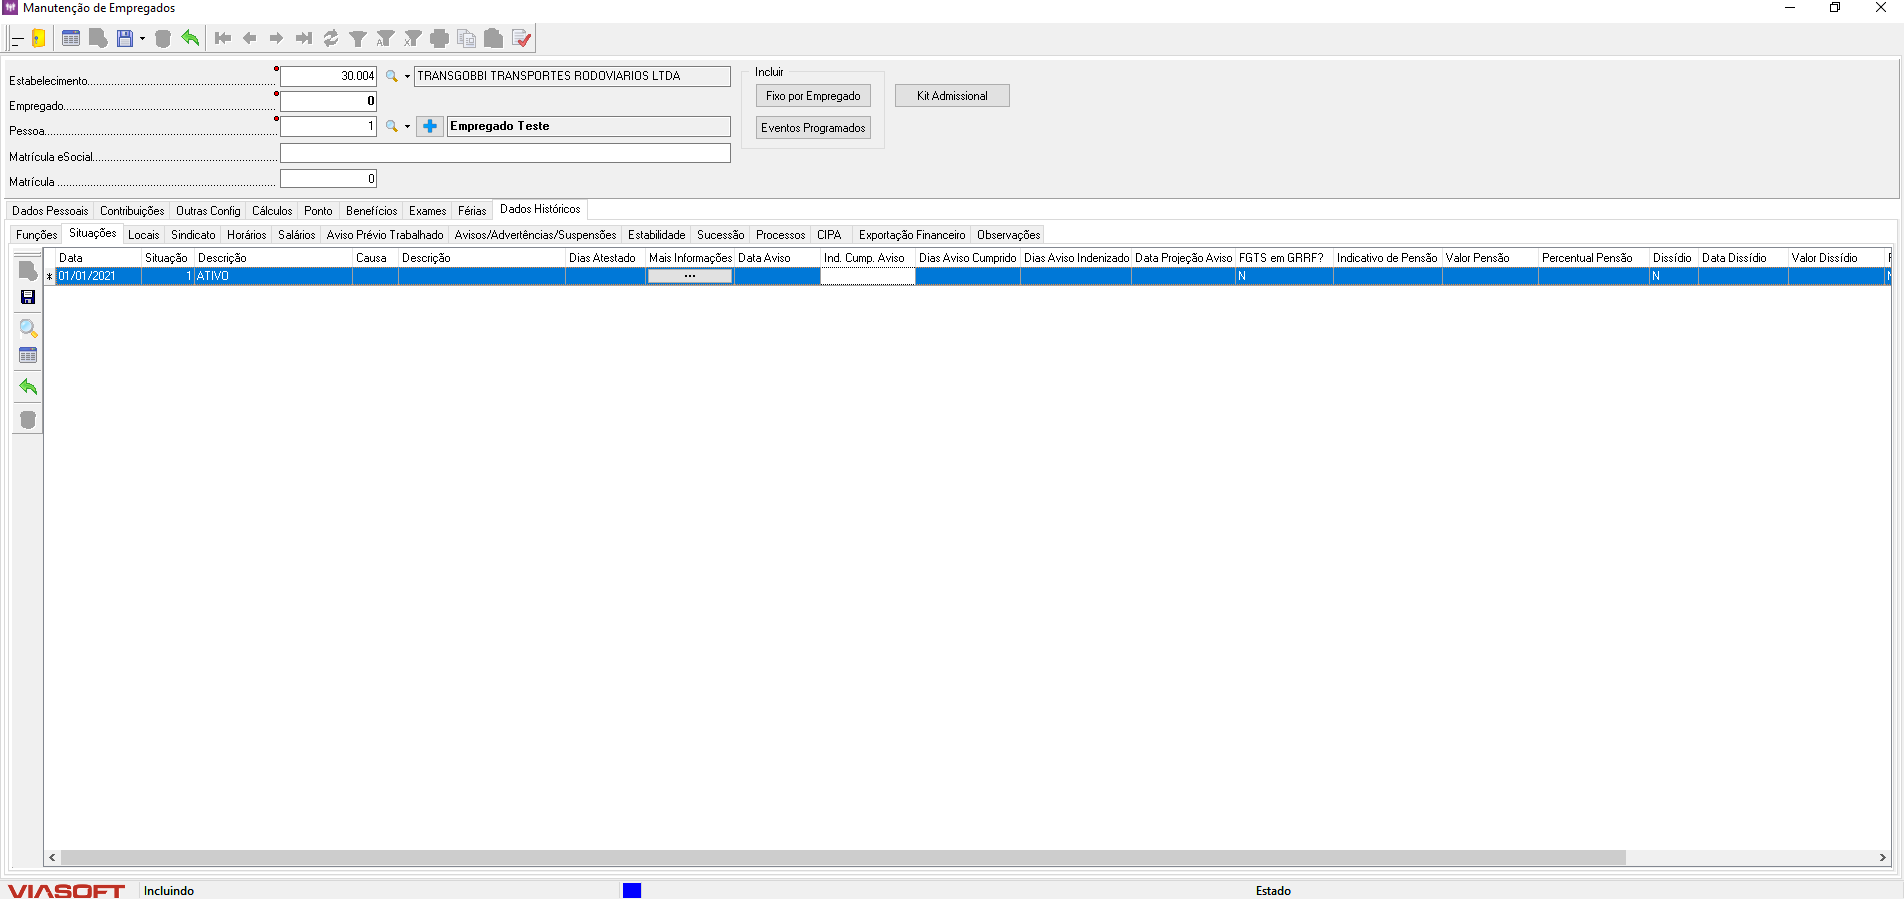 Manutenção de Empregados
Estabelecimento 30.004 TRANSGOBBI TRANSPORTES RODOVIARIOS LTDA
Empregado 0
Pessoa 1 Empregado Teste
Matrícula eSocial
Matrícula 0
Incluir
Fixo por Empregado
Eventos Programados
Kit Admissional
Dados Pessoais Contribuições Outras Config Cálculos Ponto Benefícios Exames Férias Dados Históricos
Funções Situações Locais Sindicato Horários Salários Aviso Prévio Trabalhado Avisos/Advertências/Suspensões Estabilidade Sucessão Processos CIPA Exportação Financeiro Observações
Data Situação Descrição Causa Descrição Dias Atestado Mais Informações Data Aviso Ind. Cump. Aviso Dias Aviso Cumprido Dias Aviso Indenizado Data Projeção Aviso FGTS em GRRF? Indicativo de Pensão Valor Pensão Percentual Pensão Dissídio Data Dissídio Valor Dissídio
* 01/01/2021 1 ATIVO ... N N
VIASOFT Incluindo Estado